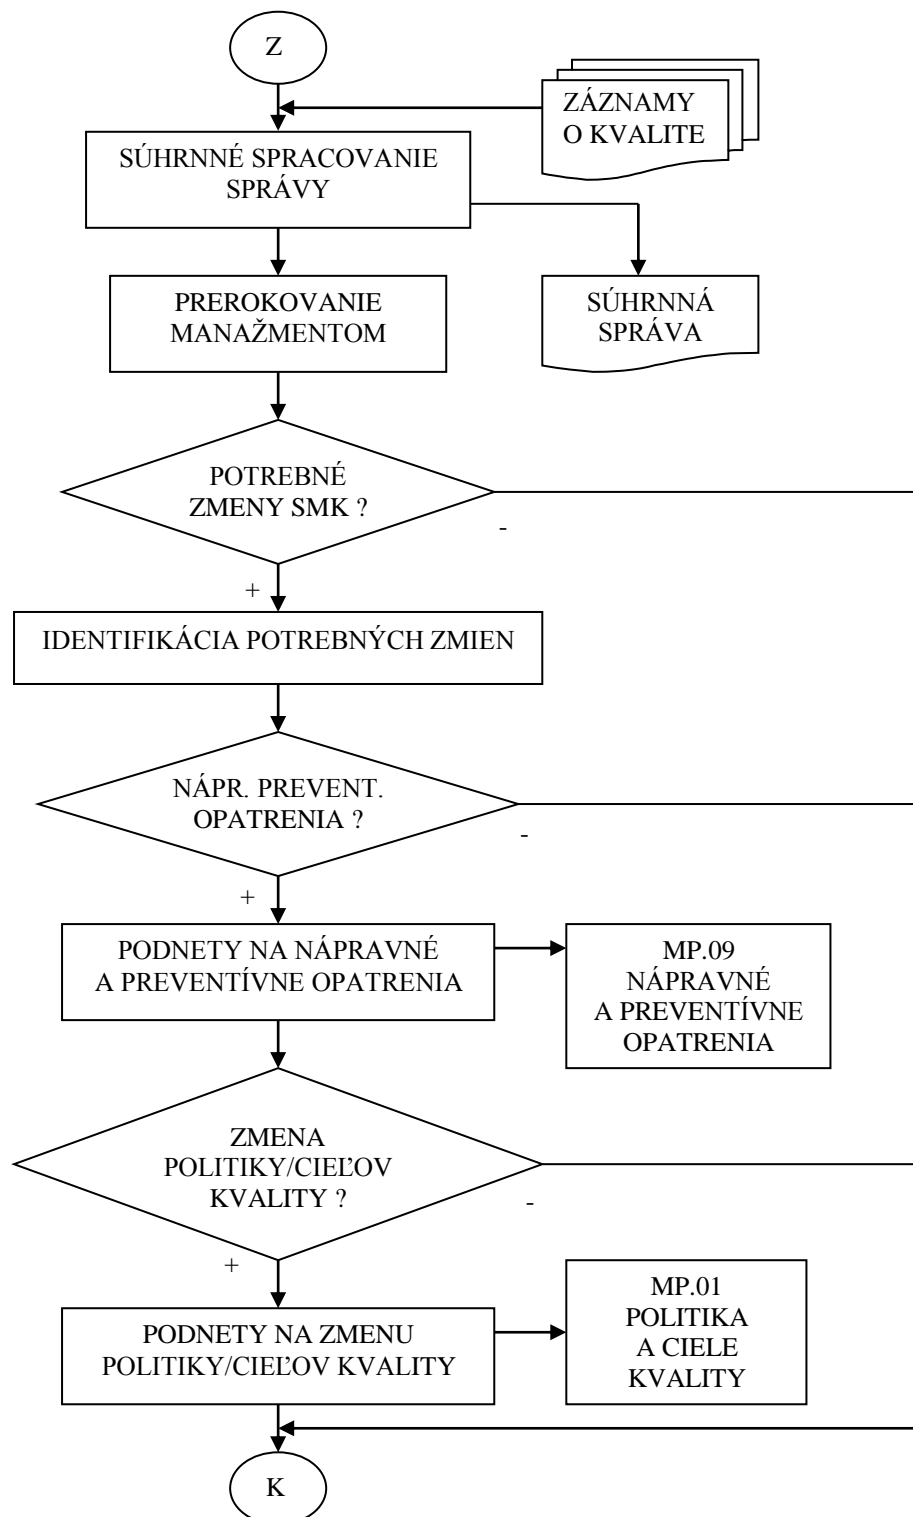 Z
ZÁZNAMY
O KVALITE
SÚHRNNÉ SPRACOVANIE
SPRÁVY
PREROKOVANIE
MANAŽMENTOM
SÚHRNNÁ
SPRÁVA
POTREBNÉ
ZMENY SMK ?
-
+
IDENTIFIKÁCIA POTREBNÝCH ZMIEN
NÁPR. PREVENT.
OPATRENIA ?
-
+
PODNETY NA NÁPRAVNÉ
A PREVENTÍVNE OPATRENIA
MP.09
NÁPRAVNÉ
A PREVENTÍVNE
OPATRENIA
ZMENA
POLITIKY/CIEĽOV
KVALITY ?
-
+
PODNETY NA ZMENU
POLITIKY/CIEĽOV KVALITY
MP.01
POLITIKA
A CIELE
KVALITY
K